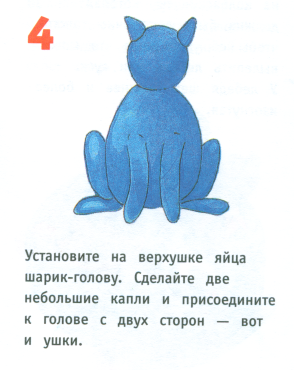 4
Установите на верхушке яйца
шарик-голову. Сделайте две
небольшие капли и присоедините
к голове с двух сторон — вот
и ушки.